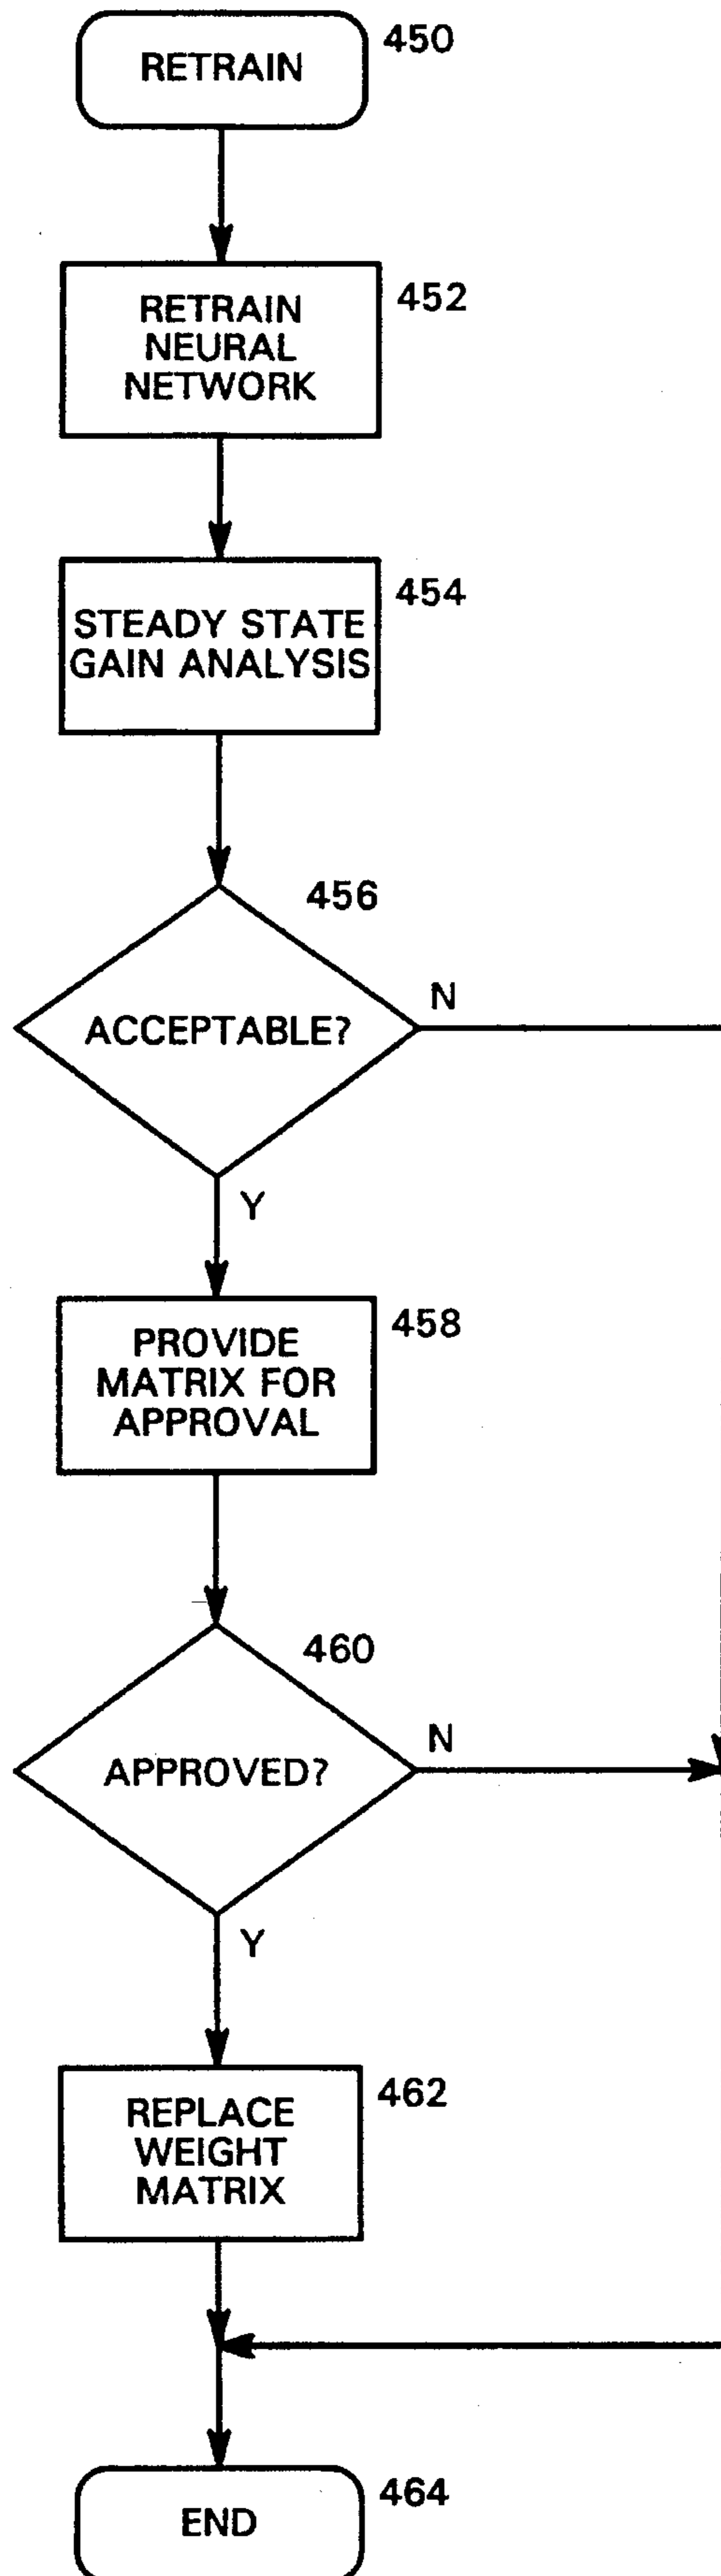 RETRAIN
450
RETRAIN
NEURAL
NETWORK
452
STEADY STATE
GAIN ANALYSIS
454
456
ACCEPTABLE?
N
Y
PROVIDE
MATRIX FOR
APPROVAL
458
460
APPROVED?
N
Y
REPLACE
WEIGHT
MATRIX
462
END
464